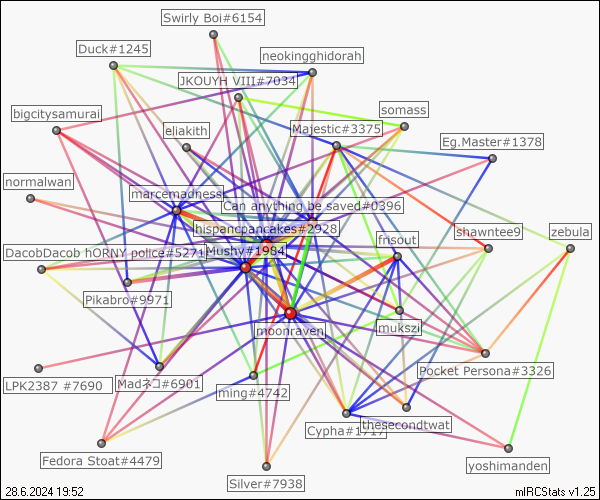 Swirly Boi#6154
Duck#1245
neokingghidorah
JKOUYH VIII#7034
bigcitysamurai
somass
eliakith
Majestic#3375
Eg.Master#1378
normalwan
marcemadness
Can anything be saved#0396
hispancpancakes#2928
shawntee9
zebula
DacobDacob hORNY police#5271
Mushy#1984
frisout
Pikabro#9971
moonraven
mukszi
LPK2387 #7690
Madネコ#6901
ming#4742
Pocket Persona#3326
Cypha#1717
thesecondtwat
Fedora Stoat#4479
yoshimanden
Silver#7938
28.6.2024 19:52
mIRCStats v1.25